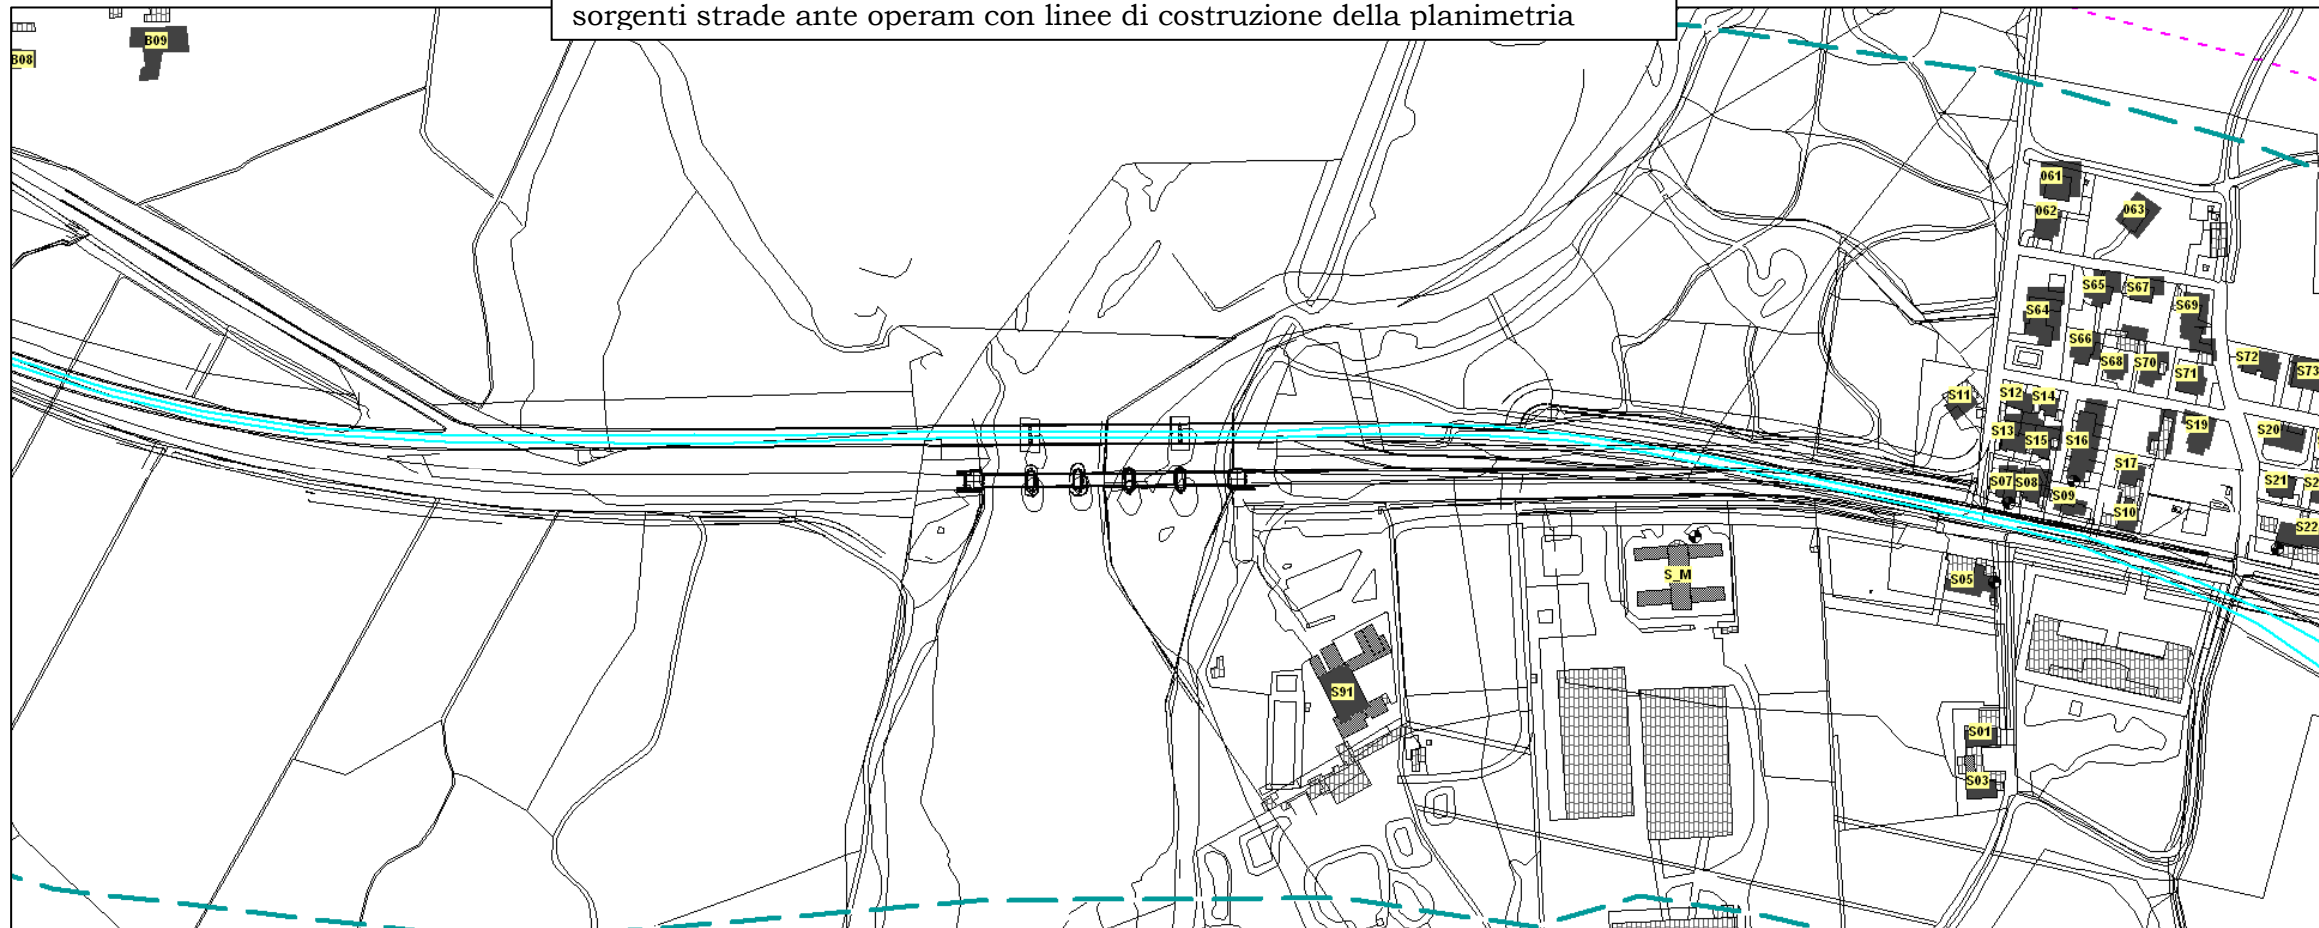 sorgenti strade ante operam con linee di costruzione della planimetria
B09
B08
061
062
063
S65
S67
S64
S69
S66
S68
S70
S72
S73
S71
S11
S12
S14
S13
S15
S16
S19
S20
S17
S07
S08
S09
S10
S21
S22
S_M
S05
S91
S01
S03